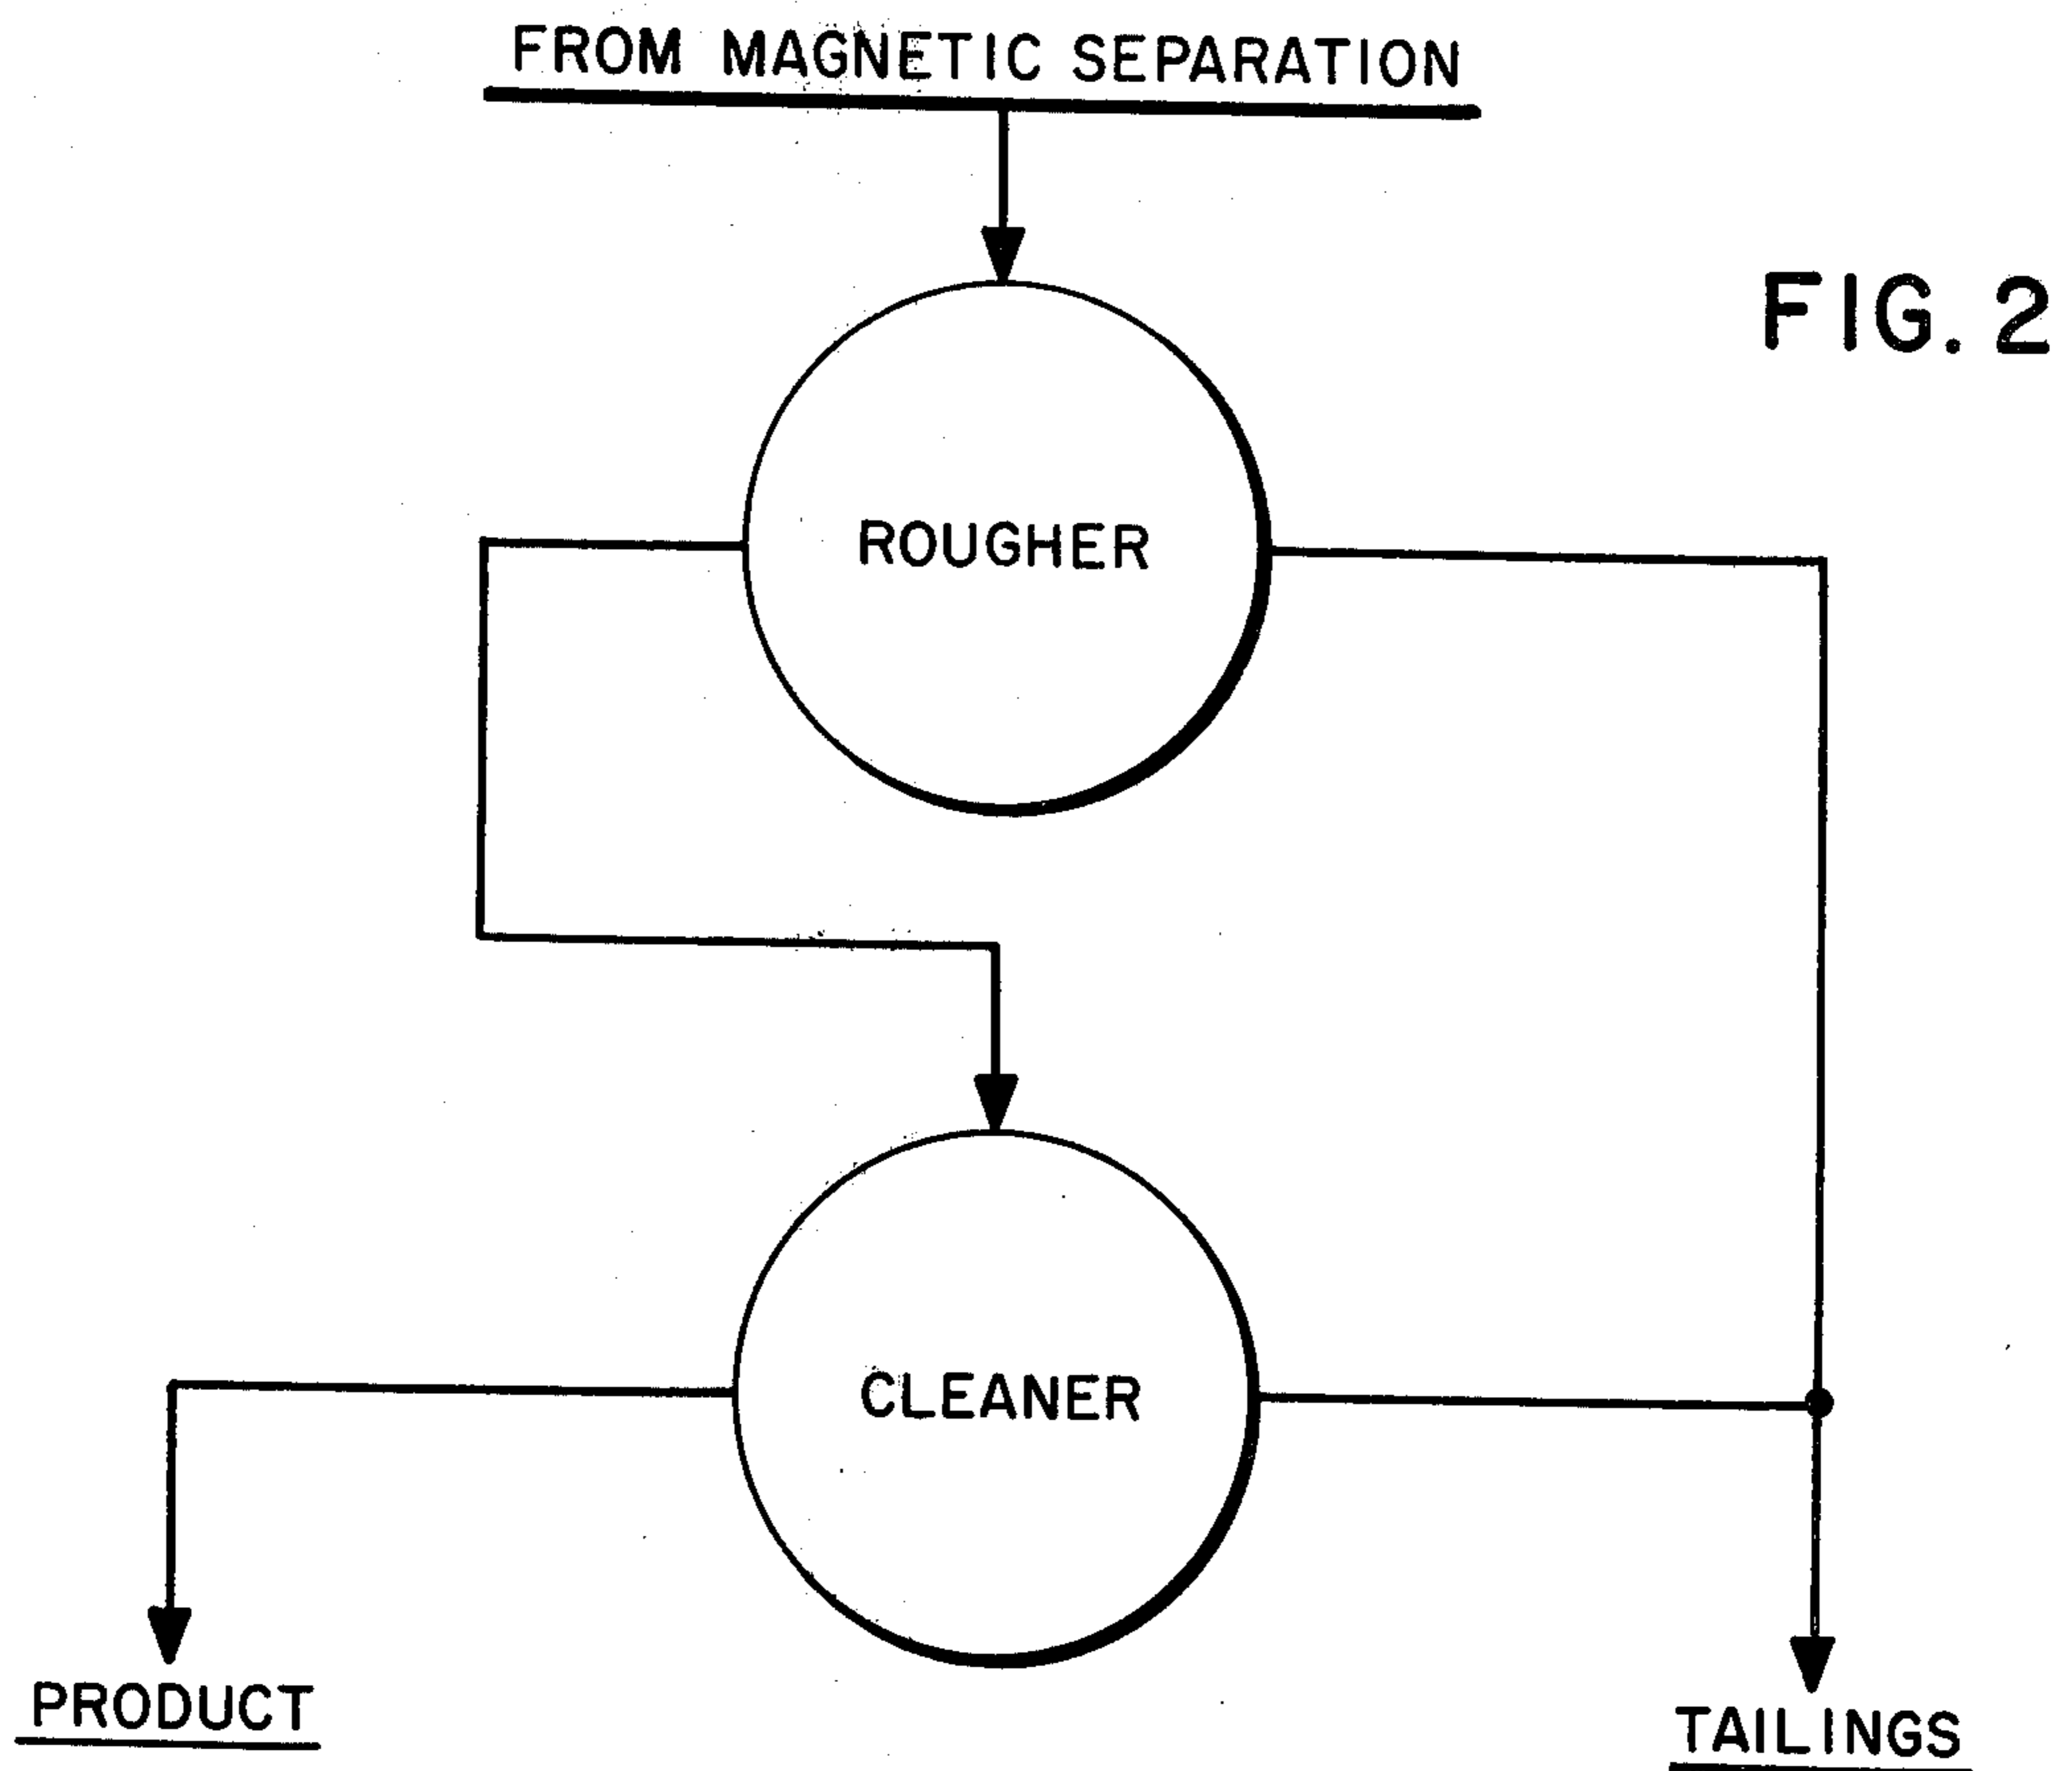 FROM MAGNETIC SEPARATION
FIG. 2
ROUGHER
CLEANER
PRODUCT
TAILINGS